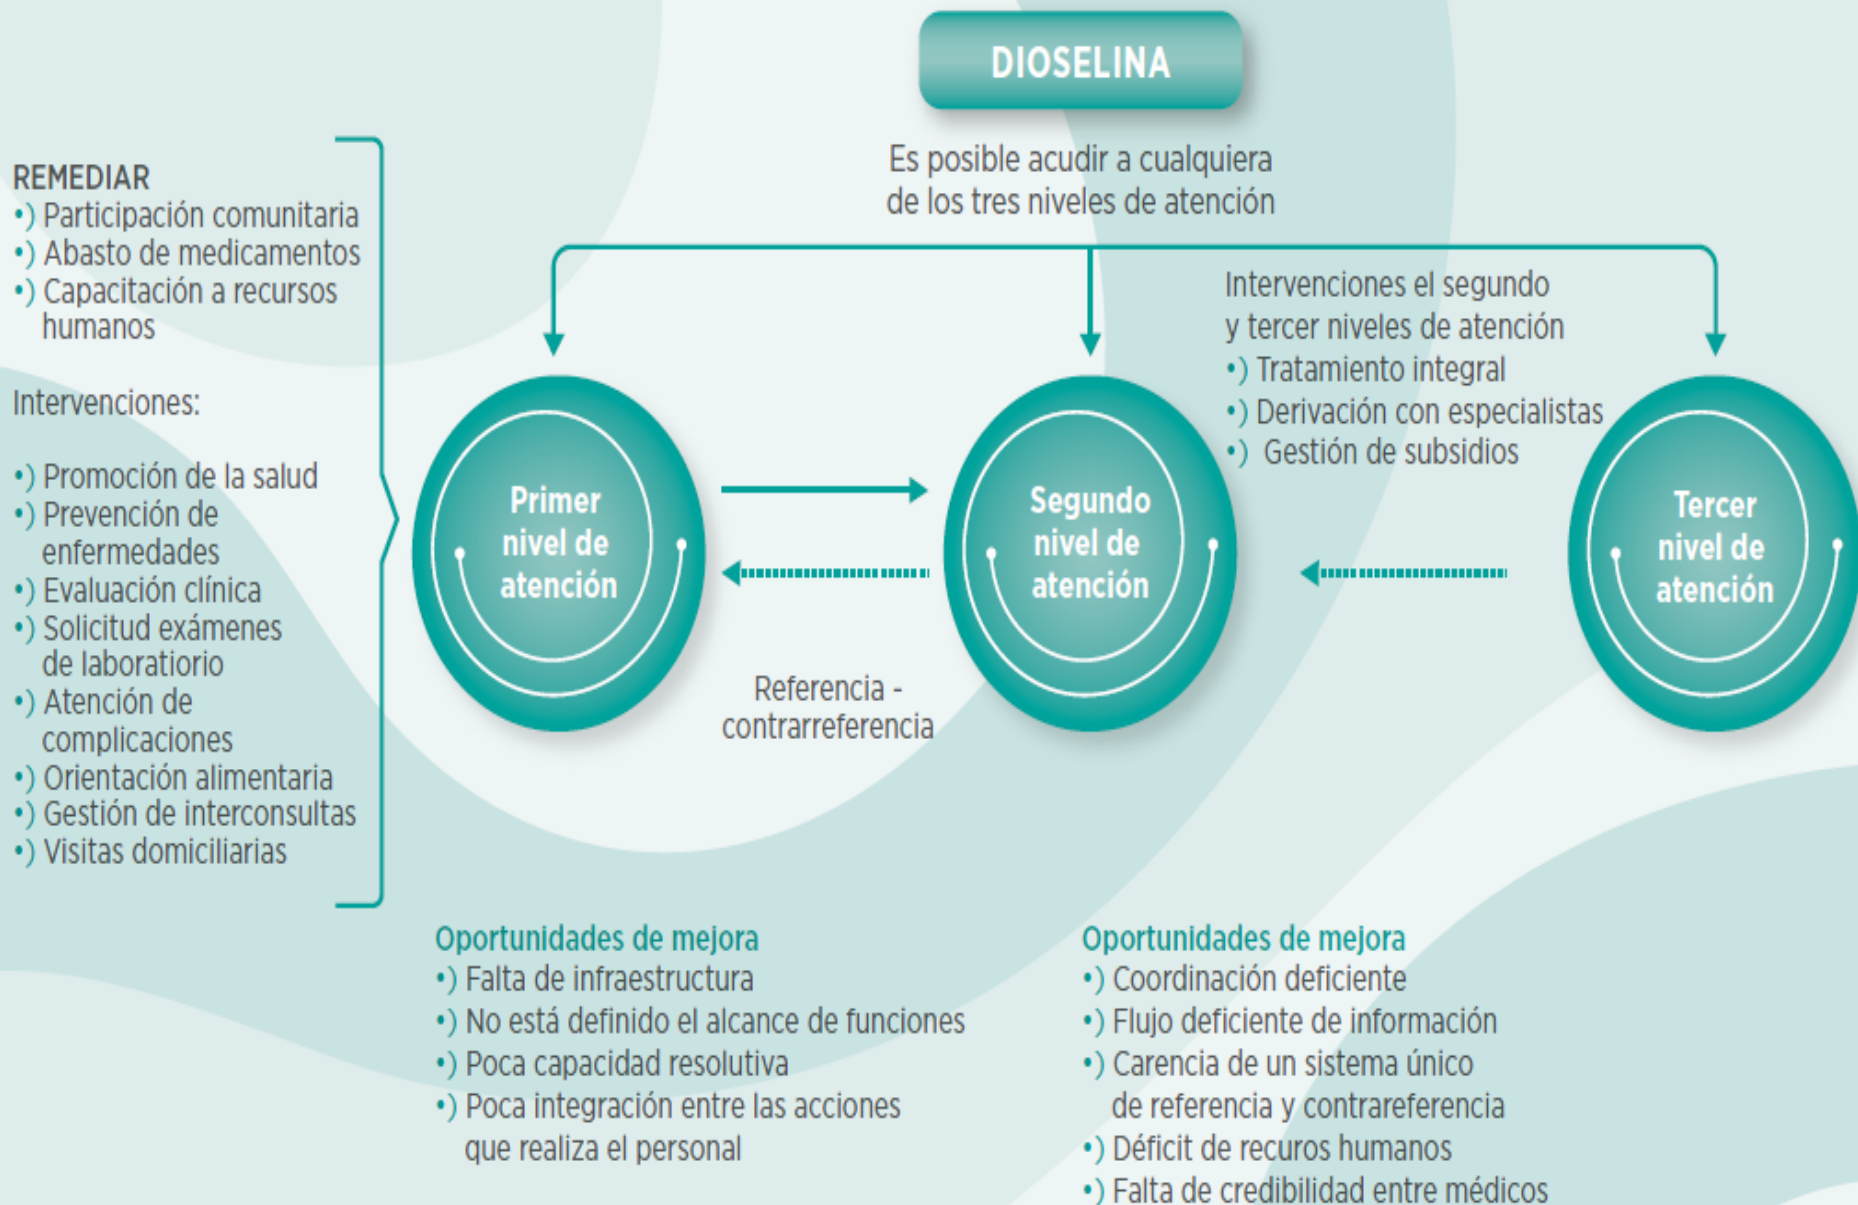 DIOSELINA
Es posible acudir a cualquiera
de los tres niveles de atención
REMEDIAR
•) Participación comunitaria
•) Abasto de medicamentos
•) Capacitación a recursos
humanos
Intervenciones:
•) Promoción de la salud
•) Prevención de
enfermedades
•) Evaluación clínica
•) Solicitud exámenes
de laboratiorio
•) Atención de
complicaciones
•) Orientación alimentaria
•) Gestión de interconsultas
•) Visitas domiciliarias
Primer
nivel de
atención
Referencia -
contrarreferencia
Segundo
nivel de
atención
Intervenciones el segundo
y tercer niveles de atención
•) Tratamiento integral
•) Derivación con especialistas
•) Gestión de subsidios
Tercer
nivel de
atención
Oportunidades de mejora
•) Falta de infraestructura
•) No está definido el alcance de funciones
•) Poca capacidad resolutiva
•) Poca integración entre las acciones
que realiza el personal
Oportunidades de mejora
•) Coordinación deficiente
•) Flujo deficiente de información
•) Carencia de un sistema único
de referencia y contrareferencia
•) Déficit de recuros humanos
•) Falta de credibilidad entre médicos